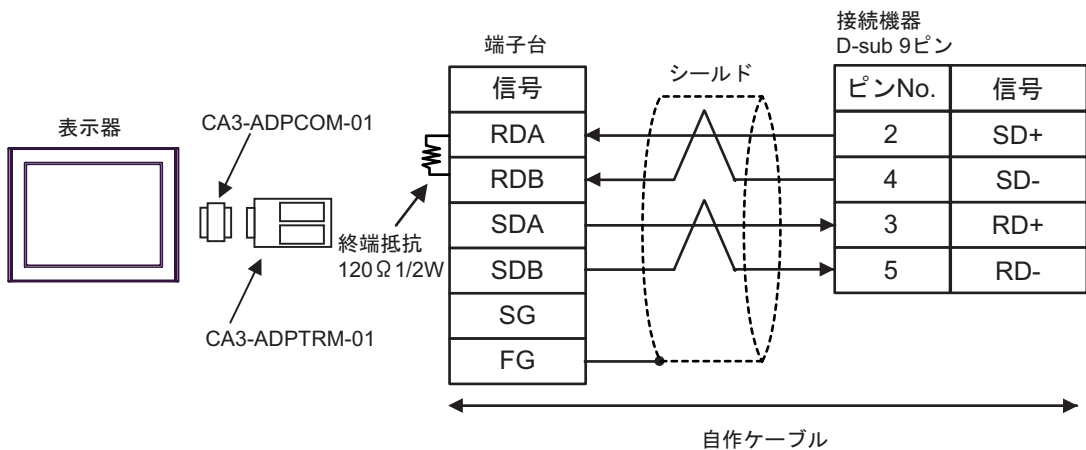 表示器
CA3-ADPCOM-01
CA3-ADPTRM-01
終端抵抗
120Ω1/2W
端子台
信号
RDA
RDB
SDA
SDB
SG
FG
シールド
接続機器
D-sub 9ピン
ピンNo. 信号
2 SD+
4 SD-
3 RD+
5 RD-
自作ケーブル